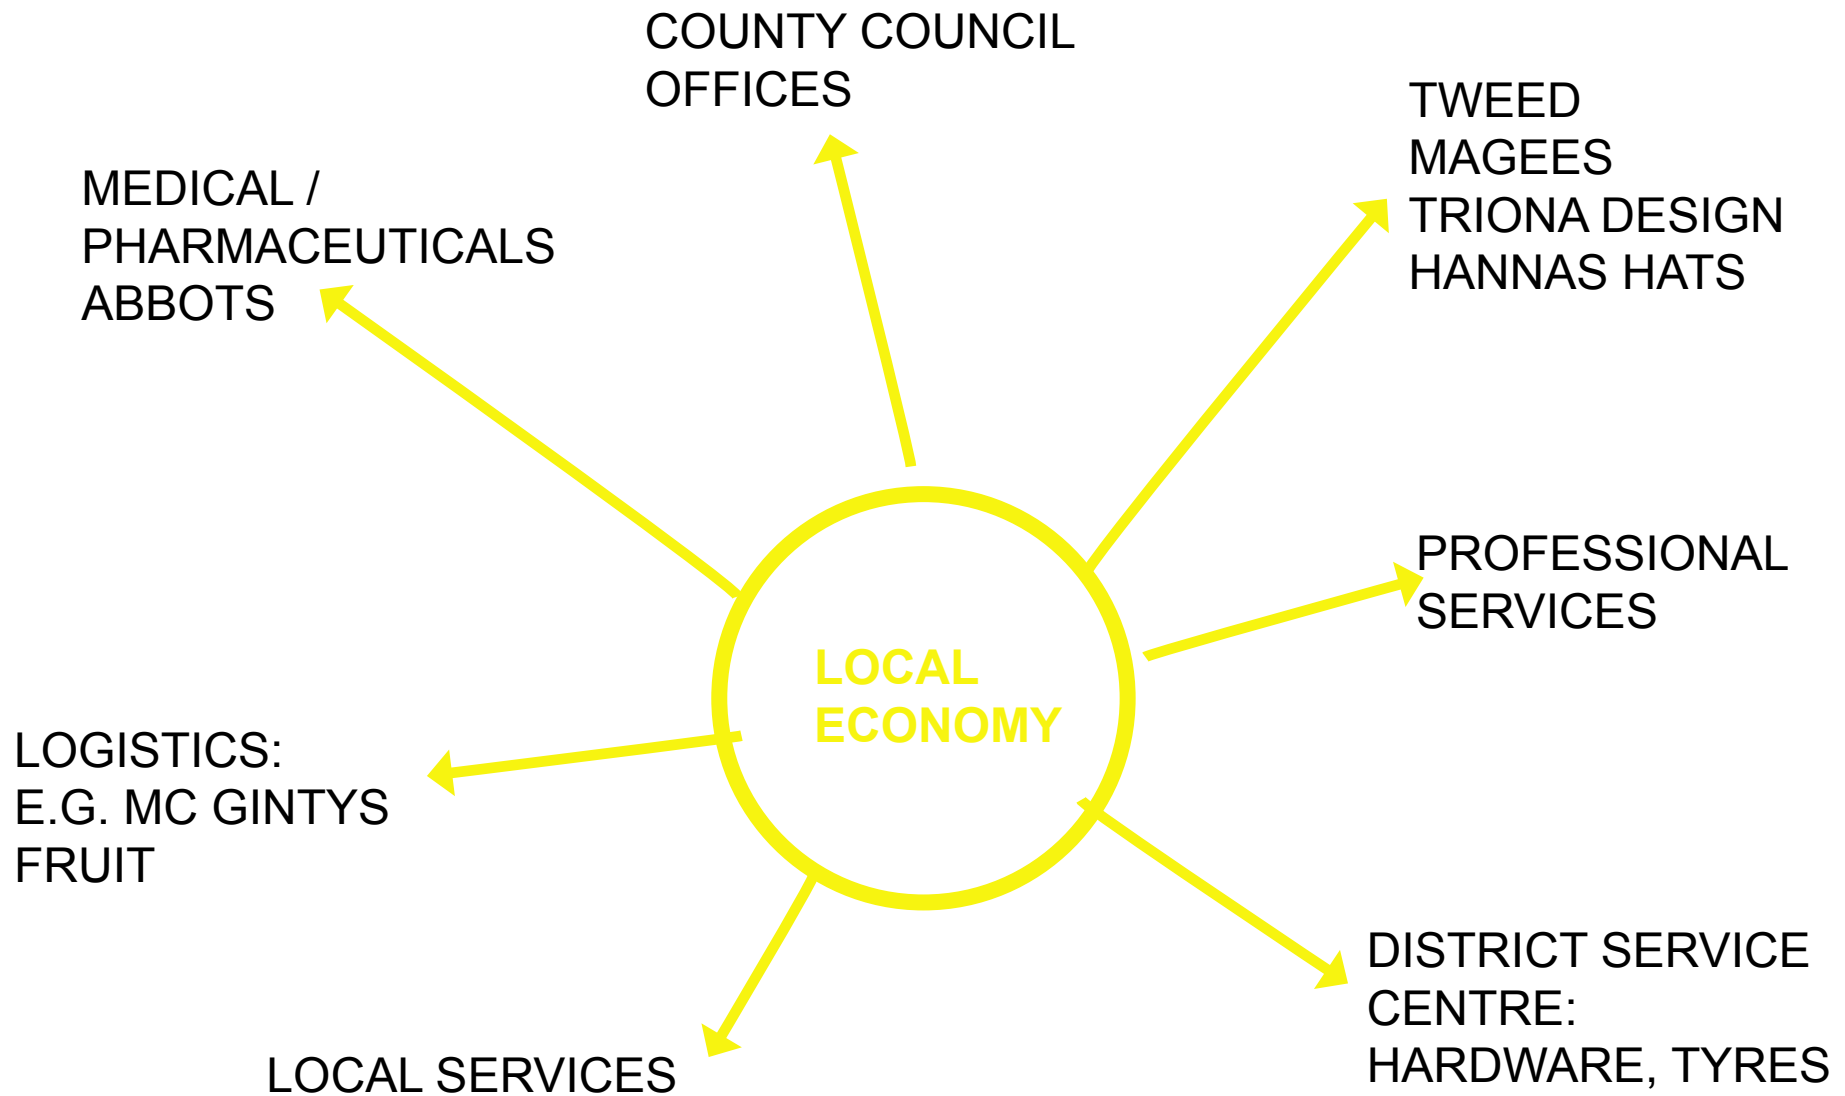 COUNTY COUNCIL
OFFICES
TWEED
MAGEES
TRIONA DESIGN
HANNAS HATS
MEDICAL /
PHARMACEUTICALS
ABBOTS
PROFESSIONAL
SERVICES
LOCAL
ECONOMY
LOGISTICS:
E.G. MC GINTYS
FRUIT
DISTRICT SERVICE
CENTRE:
HARDWARE, TYRES
LOCAL SERVICES